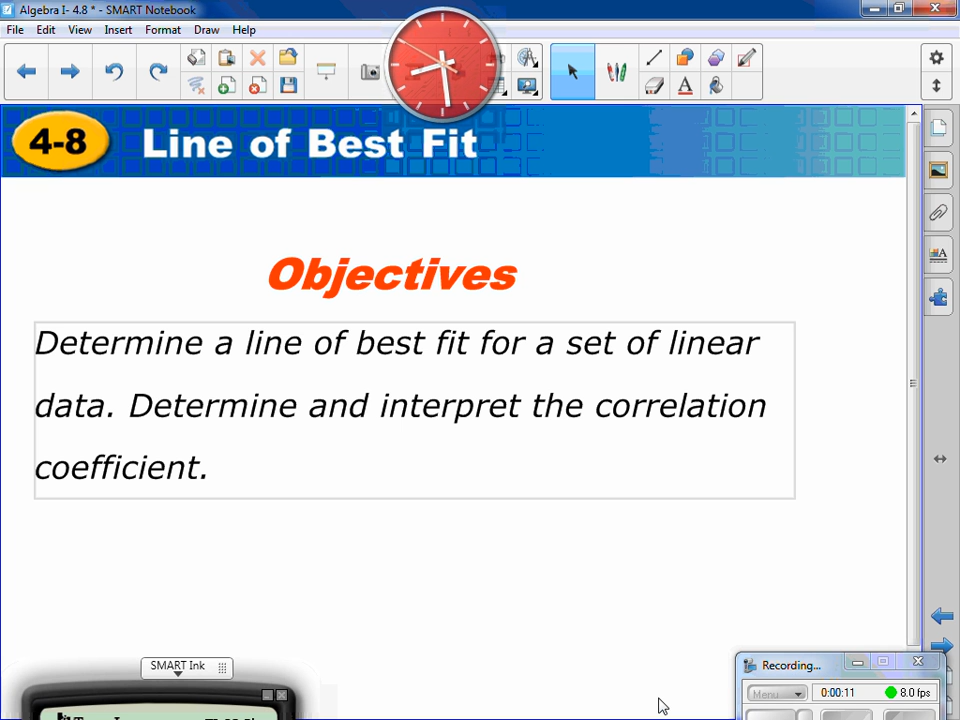 Algebra I- 4.8 * - SMART Notebook
File Edit View Insert Format Draw Help
4-8 Line of Best Fit
Objectives
Determine a line of best fit for a set of linear
data. Determine and interpret the correlation
coefficient.
SMART Ink
Recording...
Menu 0:00:11 8.0 fps